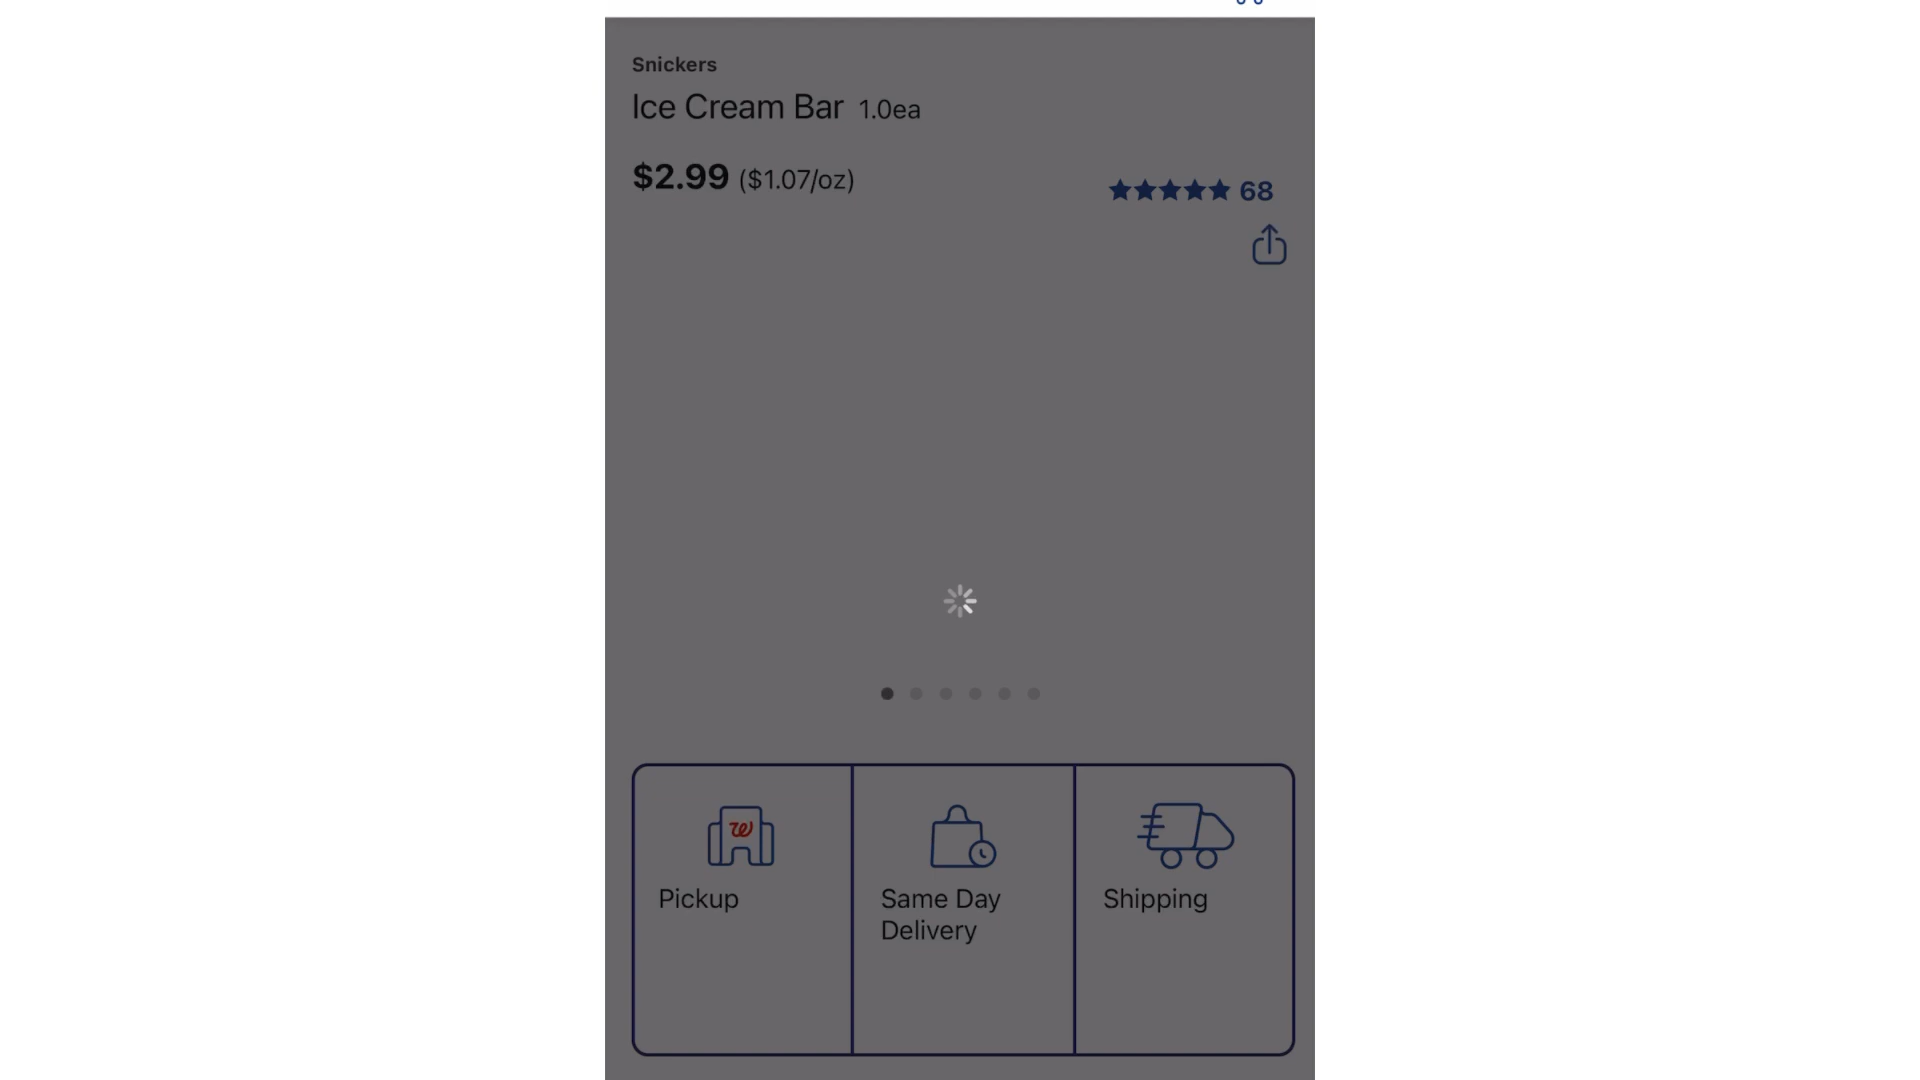 Snickers
Ice Cream Bar 1.0ea
$2.99 ($1.07/oz)
68
Pickup
Same Day
Delivery
Shipping